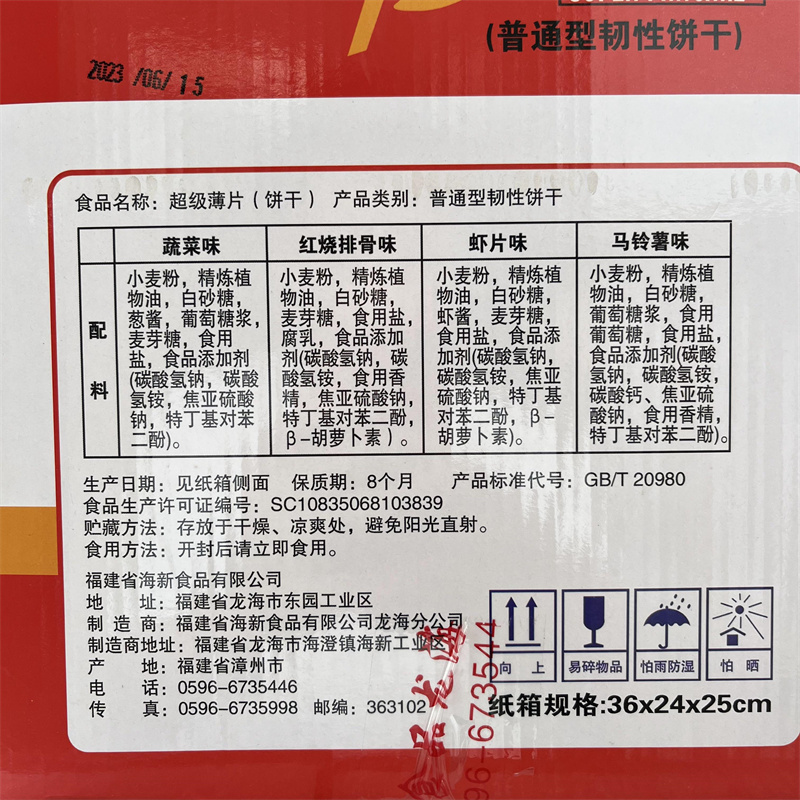 (普通型韧性饼干)
2023/06/15
食品名称：超级薄片（饼干） 产品类别：普通型韧性饼干
配料
蔬菜味
小麦粉，精炼植
物油，白砂糖，
葱酱，葡萄糖浆，
麦芽糖，食用
盐，食品添加剂
(碳酸氢钠，碳酸
氢铵，焦亚硫酸
钠，特丁基对苯
二酚)。
红烧排骨味
小麦粉，精炼植
物油，白砂糖，
麦芽糖，食用盐，
腐乳，食品添加
剂(碳酸氢钠，碳
酸氢铵，食用香
精，焦亚硫酸钠，
特丁基对苯二酚，
β-胡萝卜素）。
虾片味
小麦粉，精炼植
物油，白砂糖，
虾酱，麦芽糖，
食用盐，食品添
加剂(碳酸氢钠，
碳酸氢铵，焦亚
硫酸钠，特丁基
对苯二酚，β-
胡萝卜素)。
马铃薯味
小麦粉，精炼植
物油，白砂糖，
葡萄糖浆，食用
葡萄糖，食用盐，
食品添加剂(碳酸
氢钠，碳酸氢铵，
碳酸钙、焦亚硫
酸钠，食用香精，
特丁基对苯二酚)。
生产日期：见纸箱侧面 保质期：8个月 产品标准代号：GB/T 20980
食品生产许可证编号：SC10835068103839
贮藏方法：存放于干燥、凉爽处，避免阳光直射。
食用方法：开封后请立即食用。
福建省海新食品有限公司
地 址：福建省龙海市东园工业区
制 造 商：福建省海新食品有限公司龙海分公司
制造商地址：福建省龙海市海澄镇海新工业区
产 地：福建省漳州市
电 话：0596-6735446
传 真：0596-6735998 邮编：363102
向 上
易碎物品
怕雨防湿
怕 晒
纸箱规格:36x24x25cm
食品龙海
96-673544